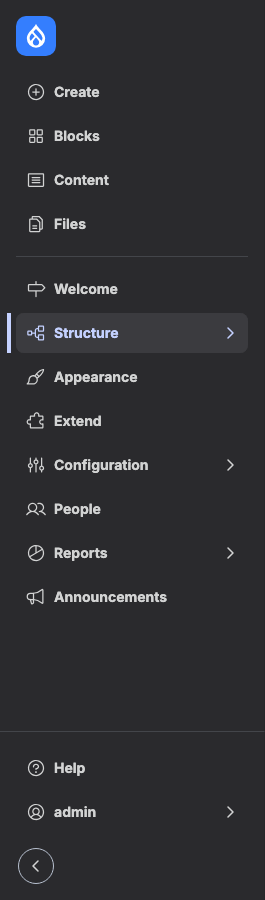 Create
Blocks
Content
Files
Welcome
Structure
Appearance
Extend
Configuration
People
Reports
Announcements
Help
admin